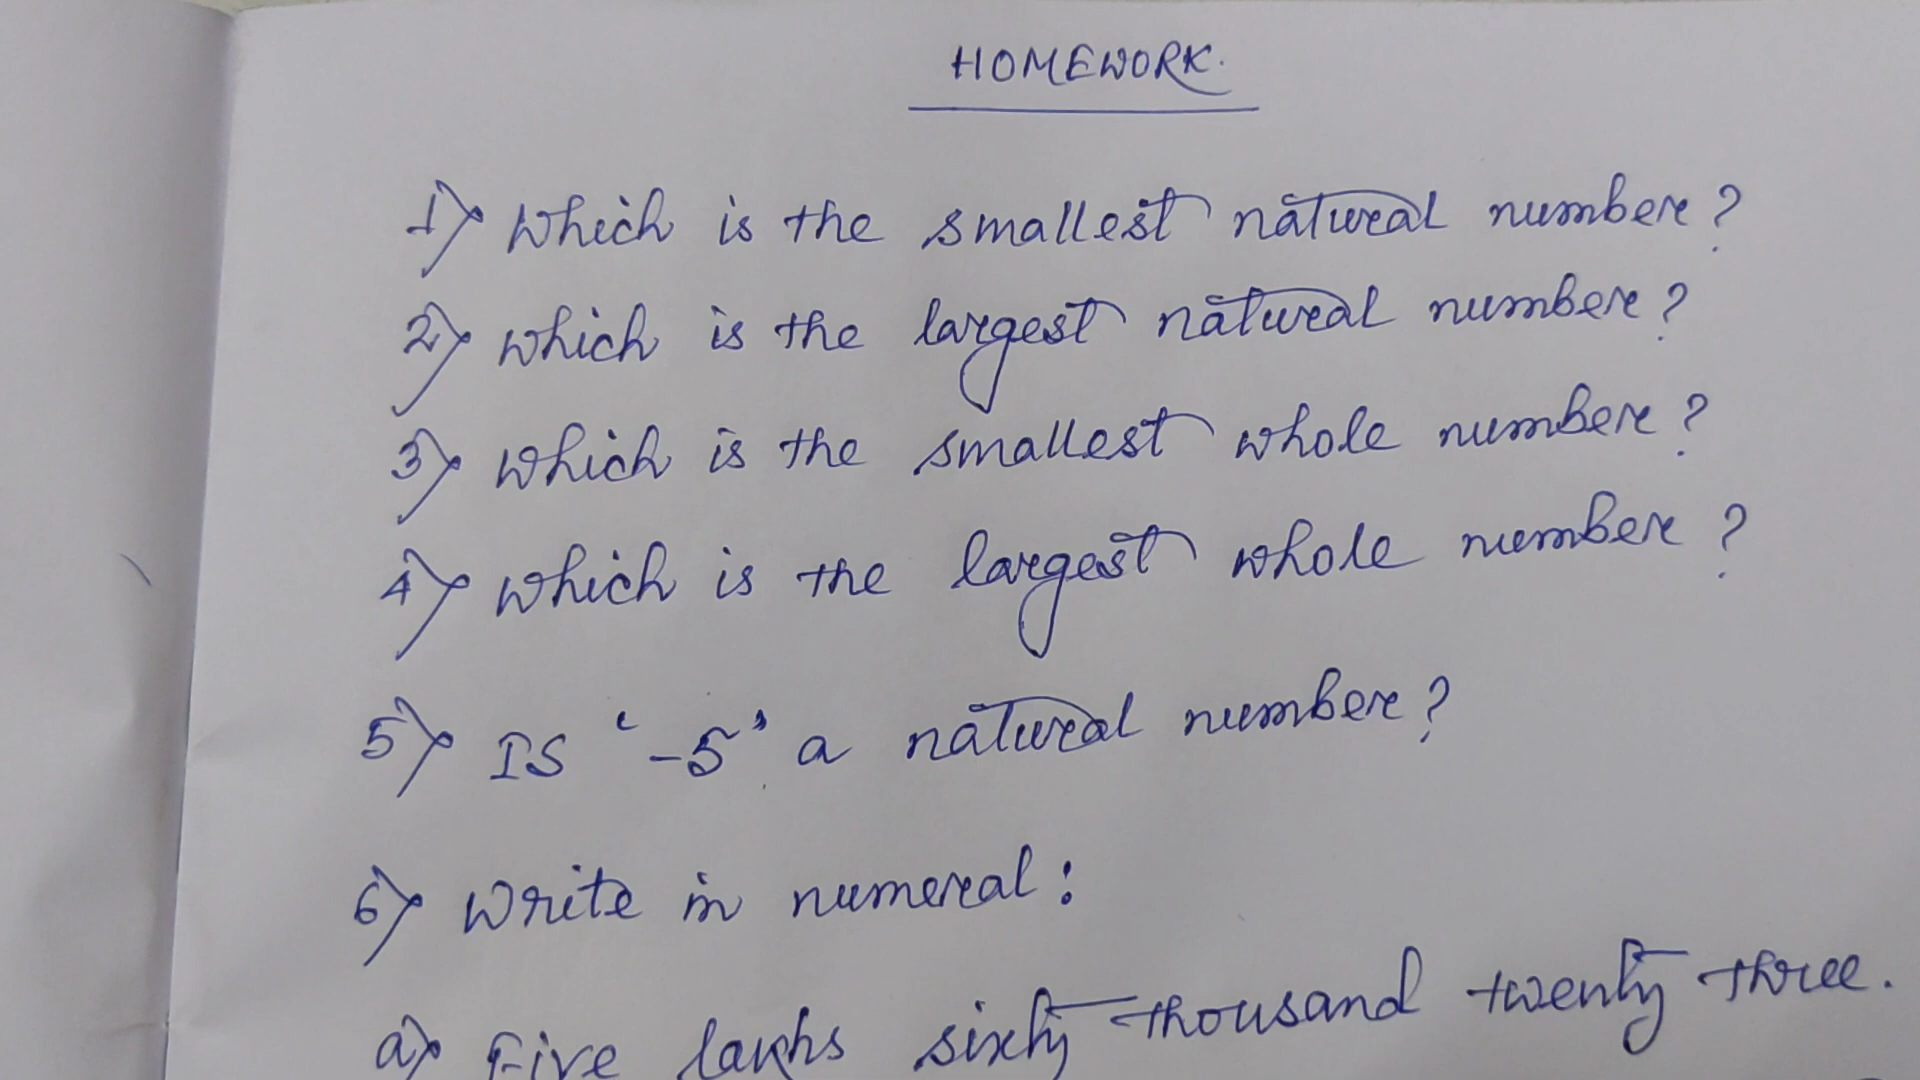 HOMEWORK.
1) Which is the smallest natural number?
2) which is the largest natural number?
3) which is the smallest whole number?
4) which is the largest whole number?
5) IS '-5' a natural number?
6) Write in numeral:
a) Five lakhs sixty thousand twenty three.